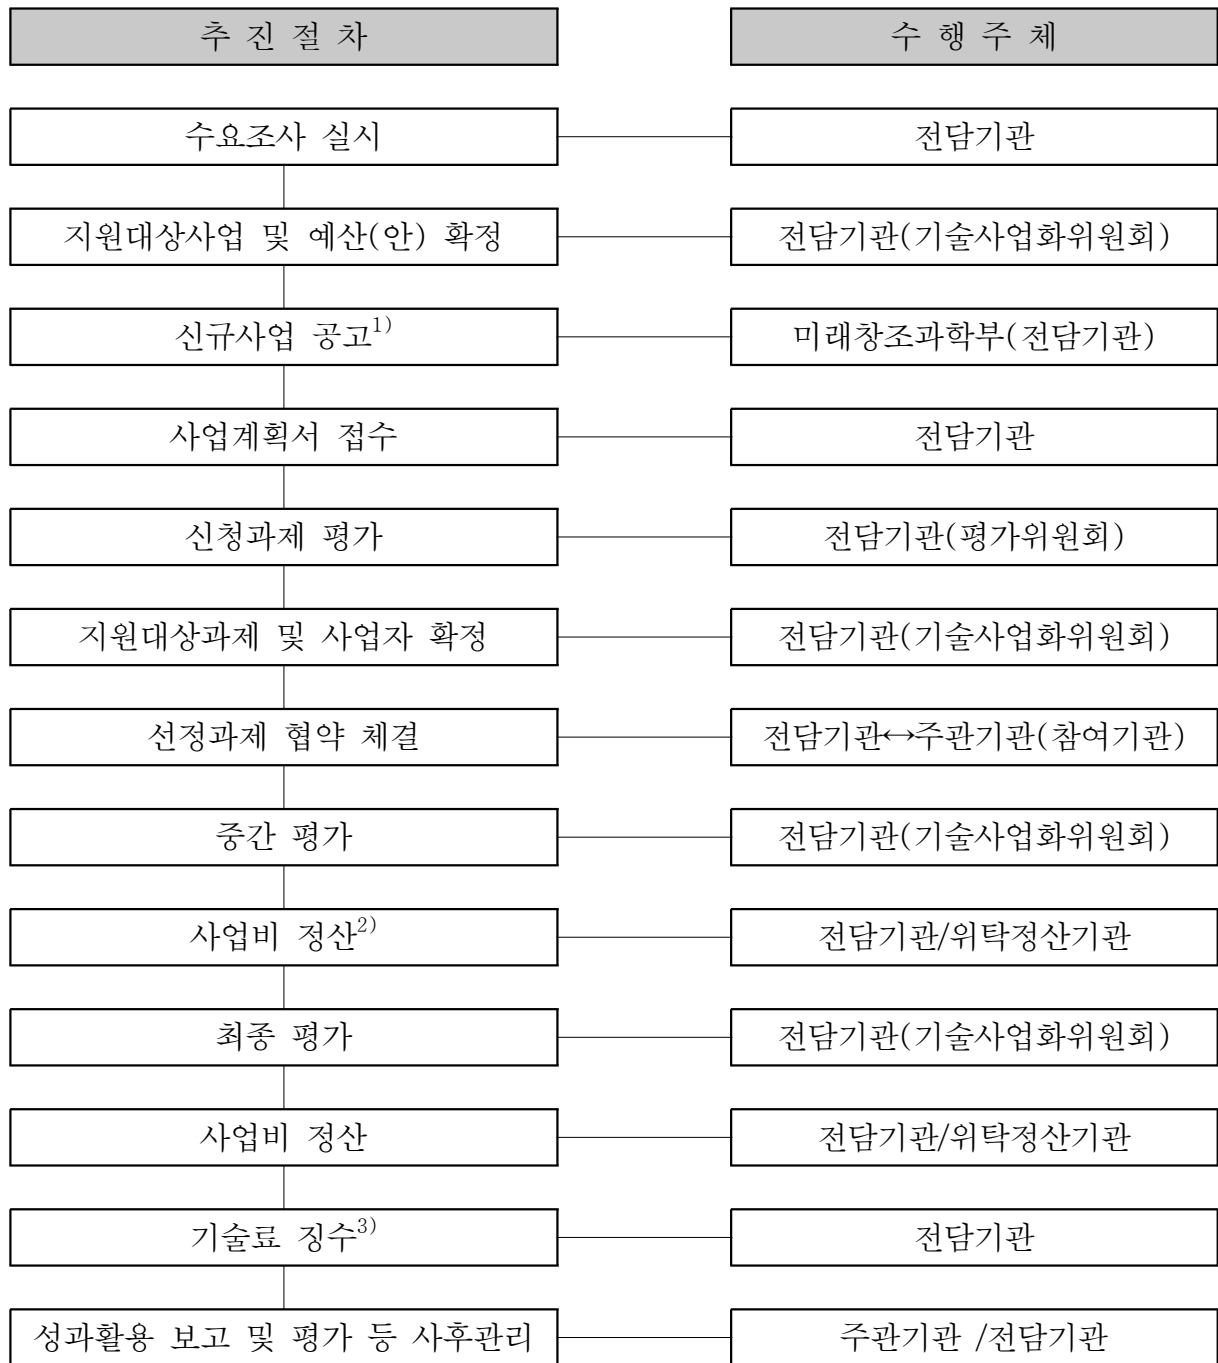 추 진 절 차
수 행 주 체
수요조사 실시
전담기관
지원대상사업 및 예산(안) 확정
전담기관(기술사업화위원회)
신규사업 공고1)
미래창조과학부(전담기관)
사업계획서 접수
전담기관
신청과제 평가
전담기관(평가위원회)
지원대상과제 및 사업자 확정
전담기관(기술사업화위원회)
선정과제 협약 체결
전담기관↔주관기관(참여기관)
중간 평가
전담기관(기술사업화위원회)
사업비 정산2)
전담기관/위탁정산기관
최종 평가
전담기관(기술사업화위원회)
사업비 정산
전담기관/위탁정산기관
기술료 징수3)
전담기관
성과활용 보고 및 평가 등 사후관리
주관기관 /전담기관